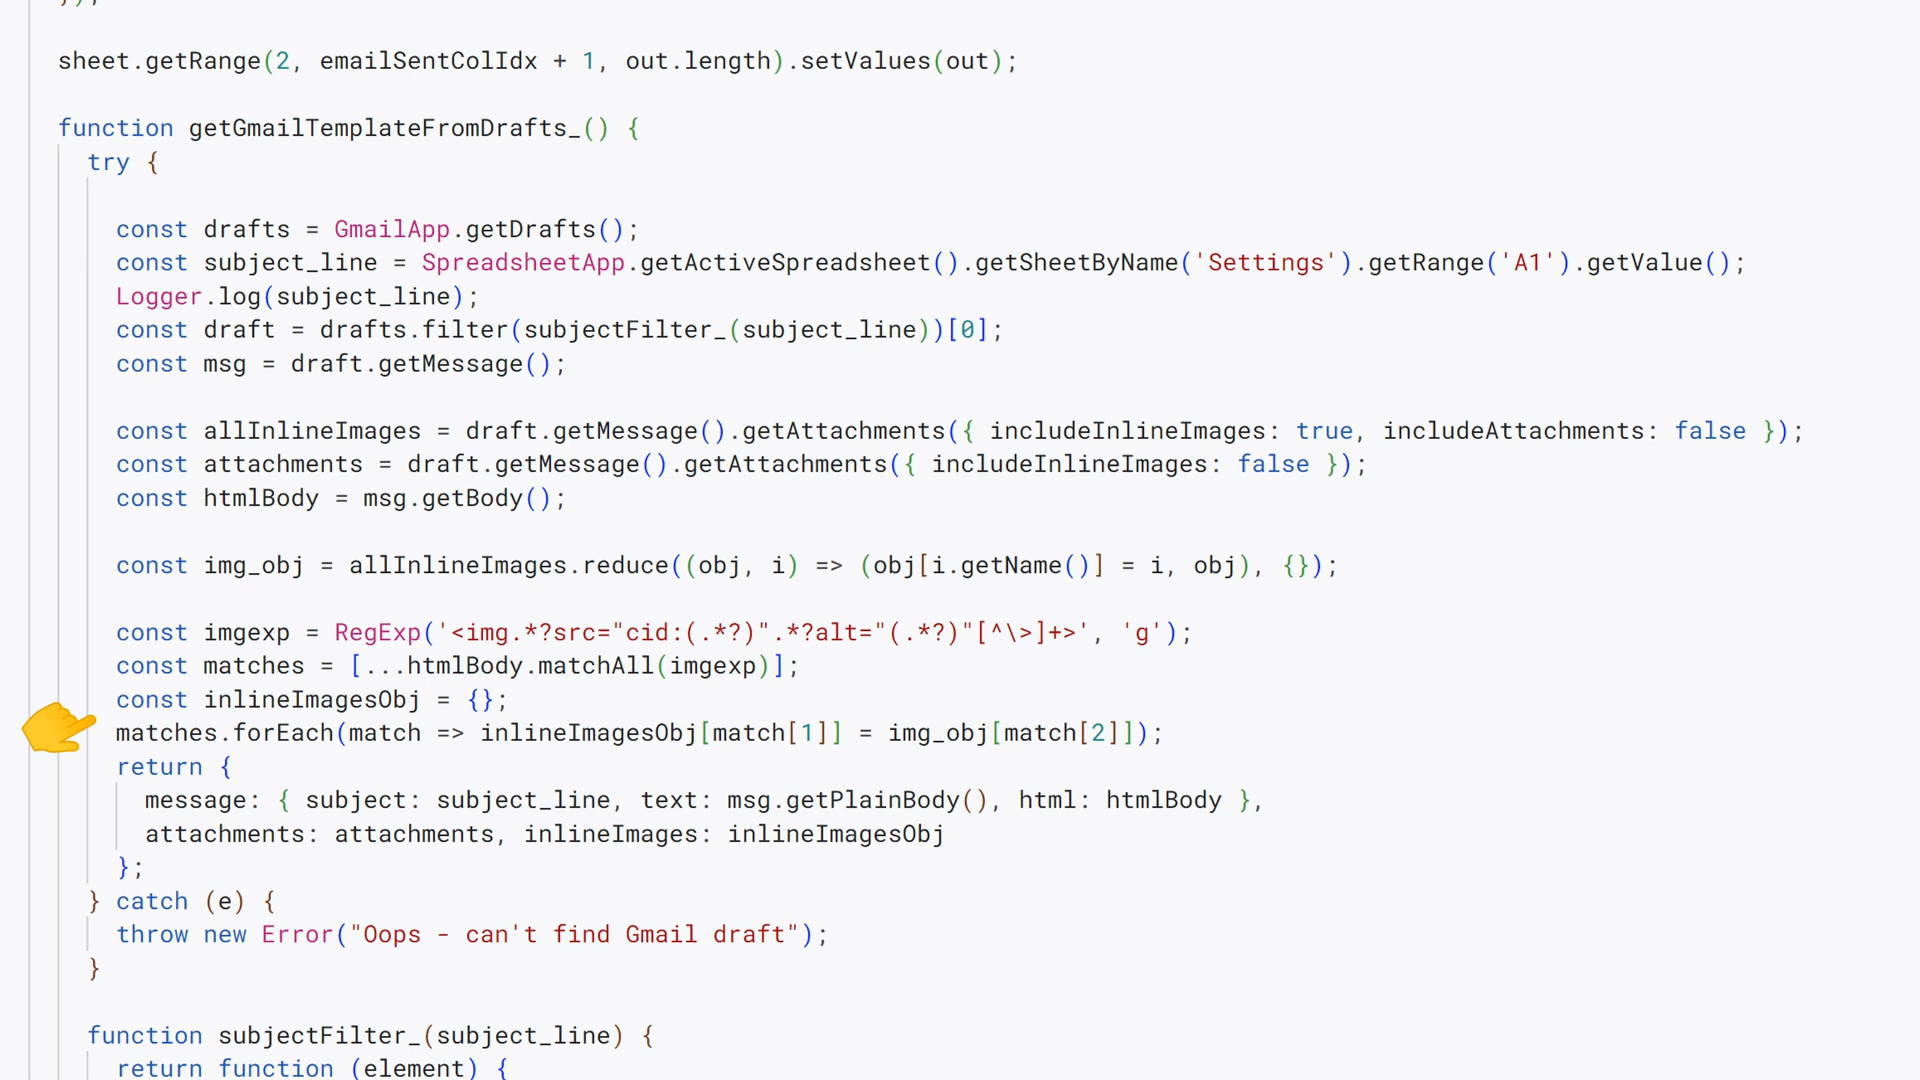 });
sheet.getRange(2, emailSentColIdx + 1, out.length).setValues(out);
function getGmailTemplateFromDrafts_() {
try {
const drafts = GmailApp.getDrafts();
const subject_line = SpreadsheetApp.getActiveSpreadsheet().getSheetByName('Settings').getRange('A1').getValue();
Logger.log(subject_line);
const draft = drafts.filter(subjectFilter_(subject_line))[0];
const msg = draft.getMessage();
const allInlineImages = draft.getMessage().getAttachments({ includeInlineImages: true, includeAttachments: false });
const attachments = draft.getMessage().getAttachments({ includeInlineImages: false });
const htmlBody = msg.getBody();
const img_obj = allInlineImages.reduce((obj, i) => (obj[i.getName()] = i, obj), {});
const imgexp = RegExp('<img.*?src="cid:(.*?)".*?alt="(.*?)"[^\>]+>', 'g');
const matches = [...htmlBody.matchAll(imgexp)];
const inlineImagesObj = {};
matches.forEach(match => inlineImagesObj[match[1]] = img_obj[match[2]]);
return {
message: { subject: subject_line, text: msg.getPlainBody(), html: htmlBody },
attachments: attachments, inlineImages: inlineImagesObj
};
} catch (e) {
throw new Error("Oops - can't find Gmail draft");
}
function subjectFilter_(subject_line) {
return function (element) {